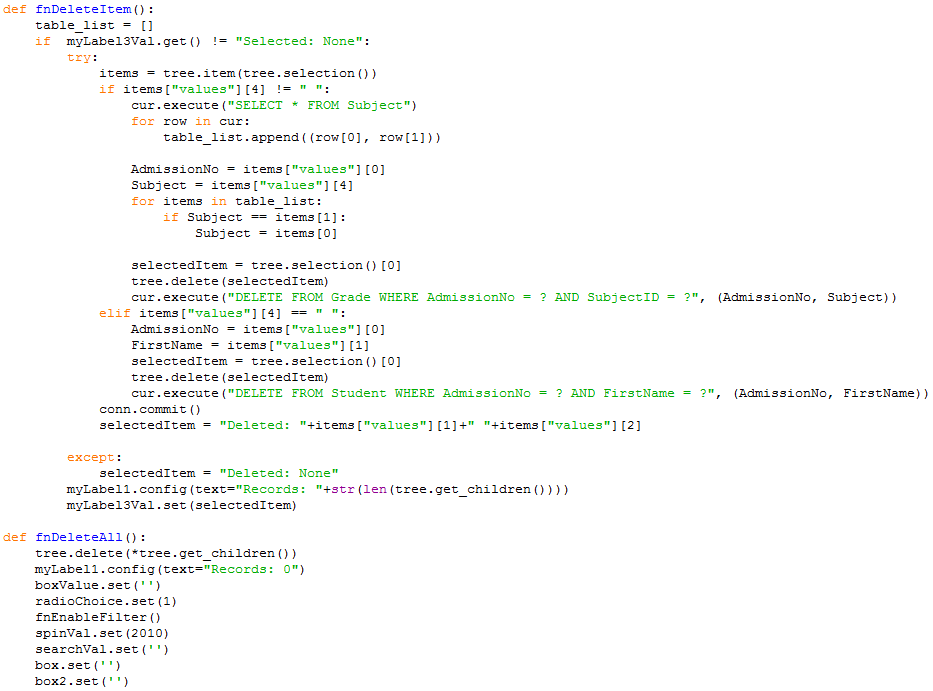 def fnDeleteItem():
    table_list = []
    if  myLabel3Val.get() != "Selected: None":
        try:
            items = tree.item(tree.selection())
            if items["values"][4] != " ":
                cur.execute("SELECT * FROM Subject")
                for row in cur:
                    table_list.append((row[0], row[1]))

                AdmissionNo = items["values"][0]
                Subject = items["values"][4]
                for items in table_list:
                    if Subject == items[1]:
                        Subject = items[0]

                selectedItem = tree.selection()[0]
                tree.delete(selectedItem)
                cur.execute("DELETE FROM Grade WHERE AdmissionNo = ? AND SubjectID = ?", (AdmissionNo, Subject))
            elif items["values"][4] == " ":
                AdmissionNo = items["values"][0]
                FirstName = items["values"][1]
                selectedItem = tree.selection()[0]
                tree.delete(selectedItem)
                cur.execute("DELETE FROM Student WHERE AdmissionNo = ? AND FirstName = ?", (AdmissionNo, FirstName))
            conn.commit()
            selectedItem = "Deleted: "+items["values"][1]+" "+items["values"][2]

        except:
            selectedItem = "Deleted: None"
        myLabel1.config(text="Records: "+str(len(tree.get_children())))
        myLabel3Val.set(selectedItem)

def fnDeleteAll():
    tree.delete(*tree.get_children())
    myLabel1.config(text="Records: 0")
    boxValue.set('')
    radioChoice.set(1)
    fnEnableFilter()
    spinVal.set(2010)
    searchVal.set('')
    box.set('')
    box2.set('')